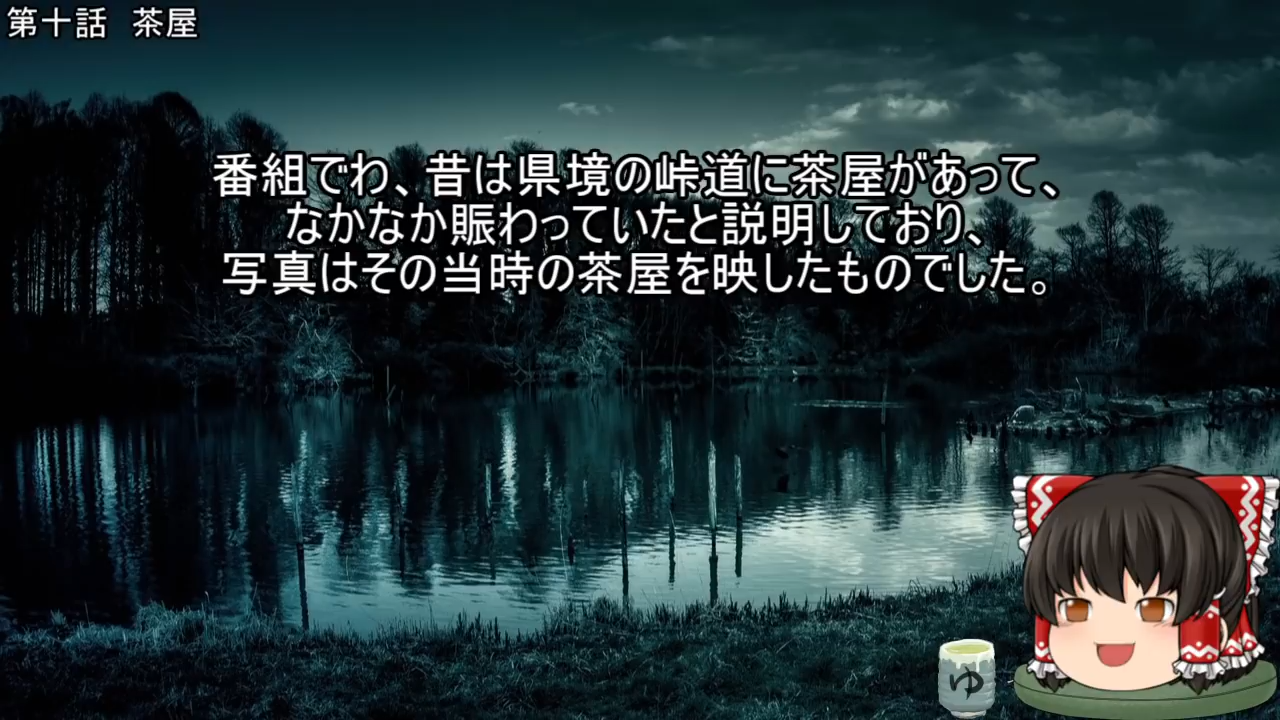 第十話　茶屋
番組でわ、昔は県境の峠道に茶屋があって、
なかなか賑わっていたと説明しており、
写真はその当時の茶屋を映したものでした。
ゆ